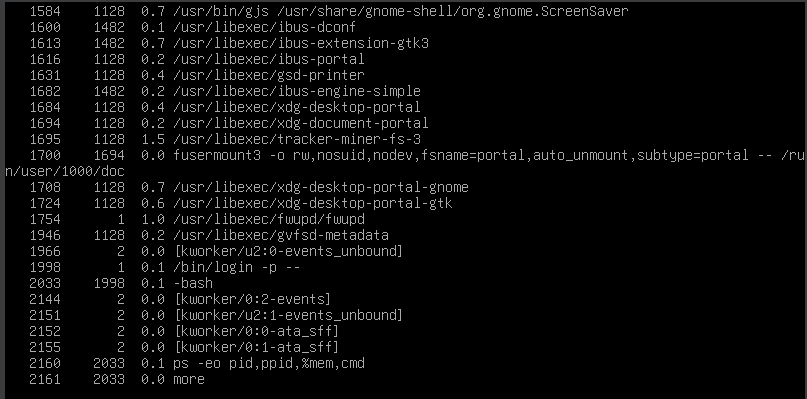 1584 1128 0.7 /usr/bin/gjs /usr/share/gnome-shell/org.gnome.ScreenSaver
1600 1482 0.1 /usr/libexec/ibus-dconf
1613 1482 0.7 /usr/libexec/ibus-extension-gtk3
1616 1128 0.2 /usr/libexec/ibus-portal
1631 1128 0.4 /usr/libexec/gsd-printer
1682 1482 0.2 /usr/libexec/ibus-engine-simple
1684 1128 0.4 /usr/libexec/xdg-desktop-portal
1694 1128 0.2 /usr/libexec/xdg-document-portal
1695 1128 1.5 /usr/libexec/tracker-miner-fs-3
1700 1694 0.0 fusermount3 -o rw,nosuid,nodev,fsname=portal,auto_unmount,subtype=portal -- /ru
n/user/1000/doc
1708 1128 0.7 /usr/libexec/xdg-desktop-portal-gnome
1724 1128 0.6 /usr/libexec/xdg-desktop-portal-gtk
1754 1 1.0 /usr/libexec/fwupd/fwupd
1946 1128 0.2 /usr/libexec/gvfsd-metadata
1966 2 0.0 [kworker/u2:0-events_unbound]
1998 1 0.1 /bin/login -p --
2033 1998 0.1 -bash
2144 2 0.0 [kworker/0:2-events]
2151 2 0.0 [kworker/u2:1-events_unbound]
2152 2 0.0 [kworker/0:0-ata_sff]
2155 2 0.0 [kworker/0:1-ata_sff]
2160 2033 0.1 ps -eo pid,ppid,%mem,cmd
2161 2033 0.0 more